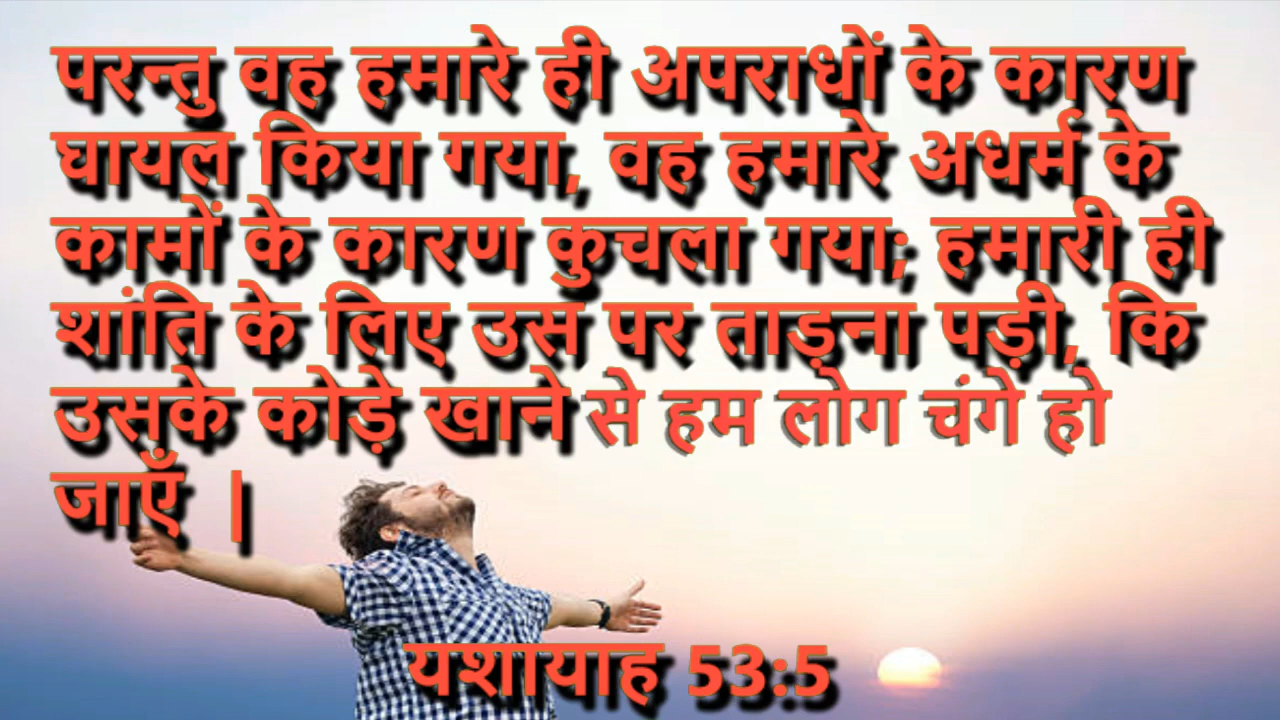 परन्तु वह हमारे ही अपराधों के कारण
घायल किया गया, वह हमारे अधर्म के
कामों के कारण कुचला गया; हमारी ही
शांति के लिए उस पर ताड़ना पड़ी, कि
उसके कोड़े खाने से हम लोग चंगे हो
जाएँ |
यशायाह 53:5